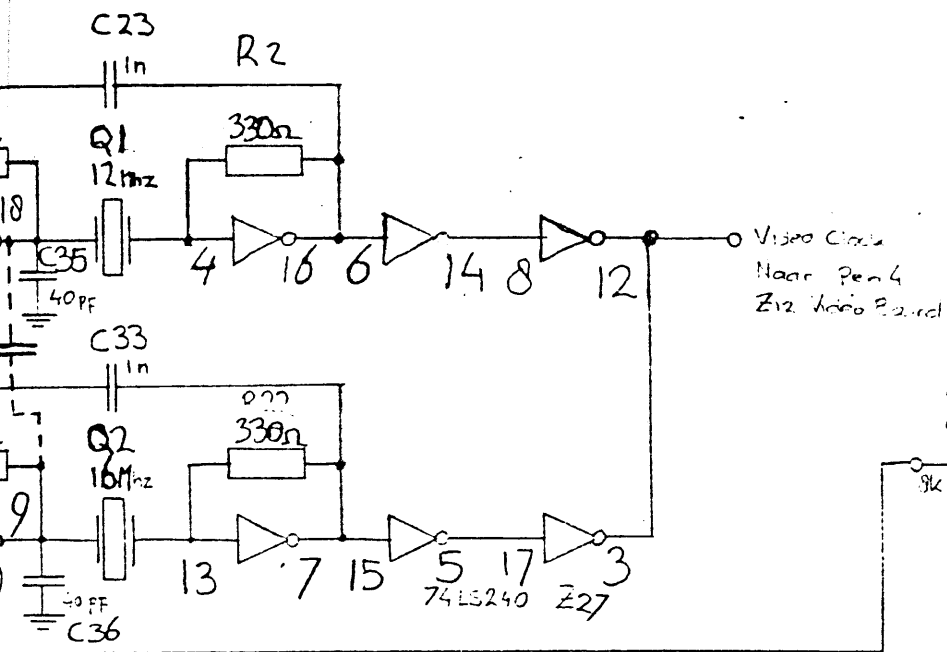 C23
1n
R2
330Ω
Q1
12mhz
18
C35
40PF
4
16
6
14
8
12
Video Clock
Naar Pen 4
Z12 Video Board
C33
1n
330Ω
Q2
16Mhz
9
13
7
15
5
17
3
74LS240
Z27
40PF
C36
8k